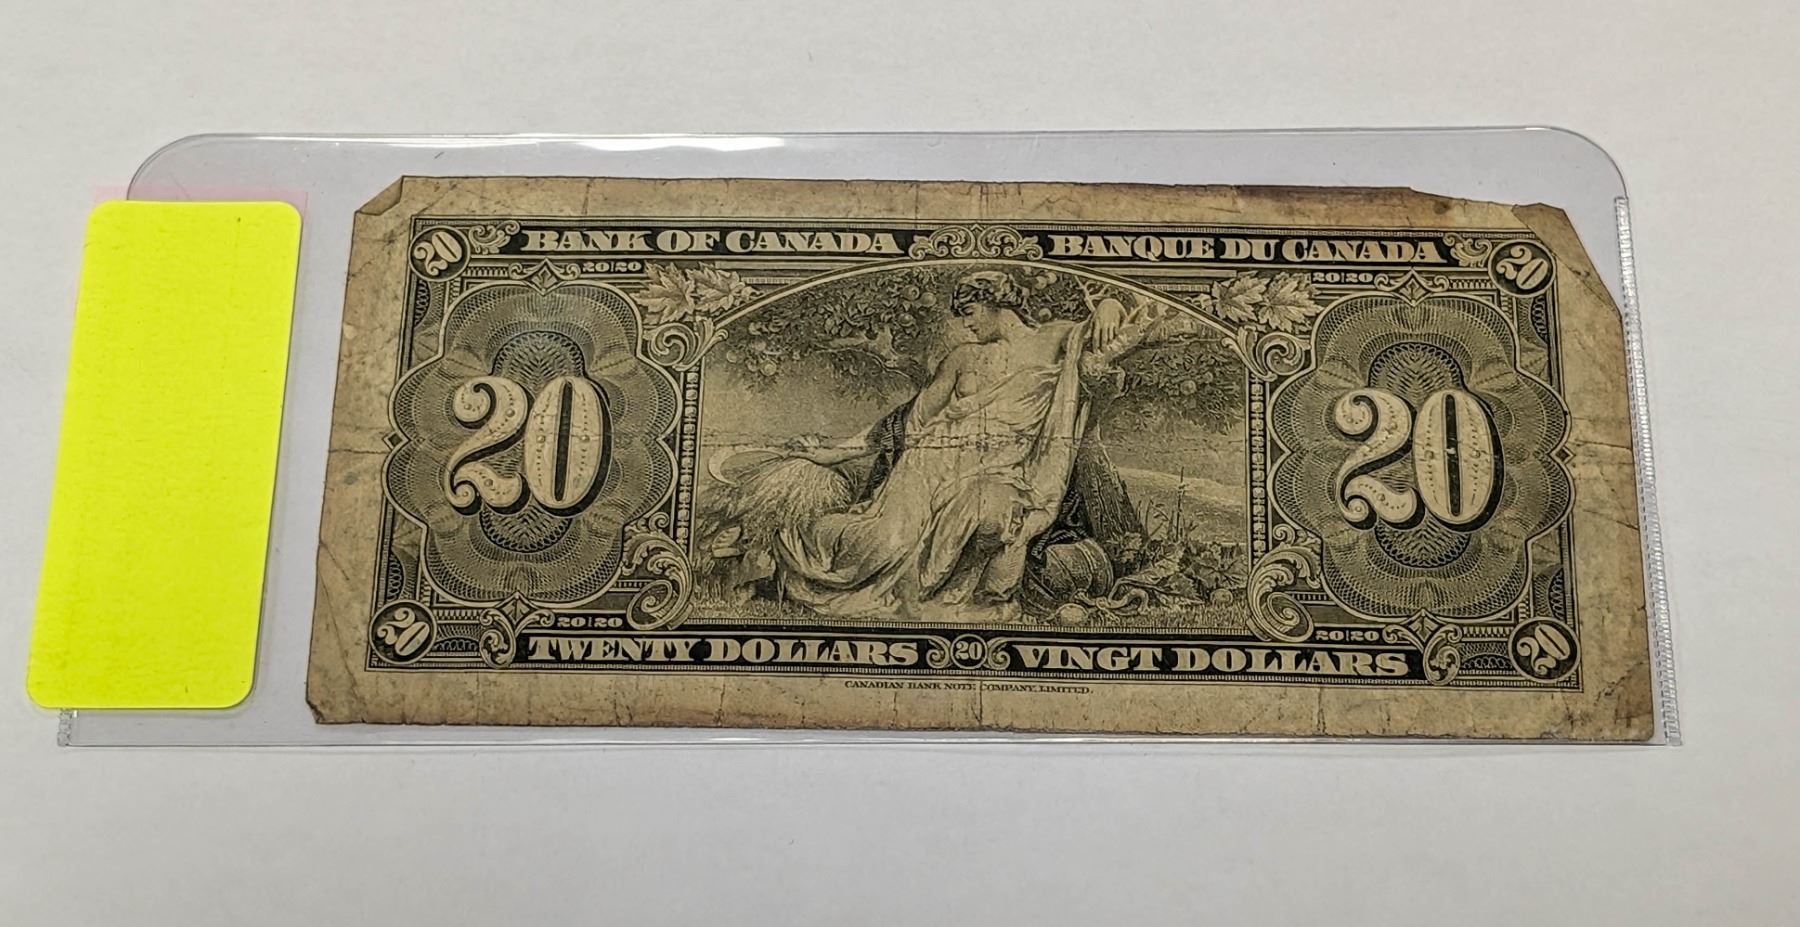 BANK OF CANADA BANQUE DU CANADA
20 20
20|20 20|20
20 20
20|20 20|20
20 TWENTY DOLLARS 20 VINGT DOLLARS 20
CANADIAN BANK NOTE COMPANY, LIMITED.